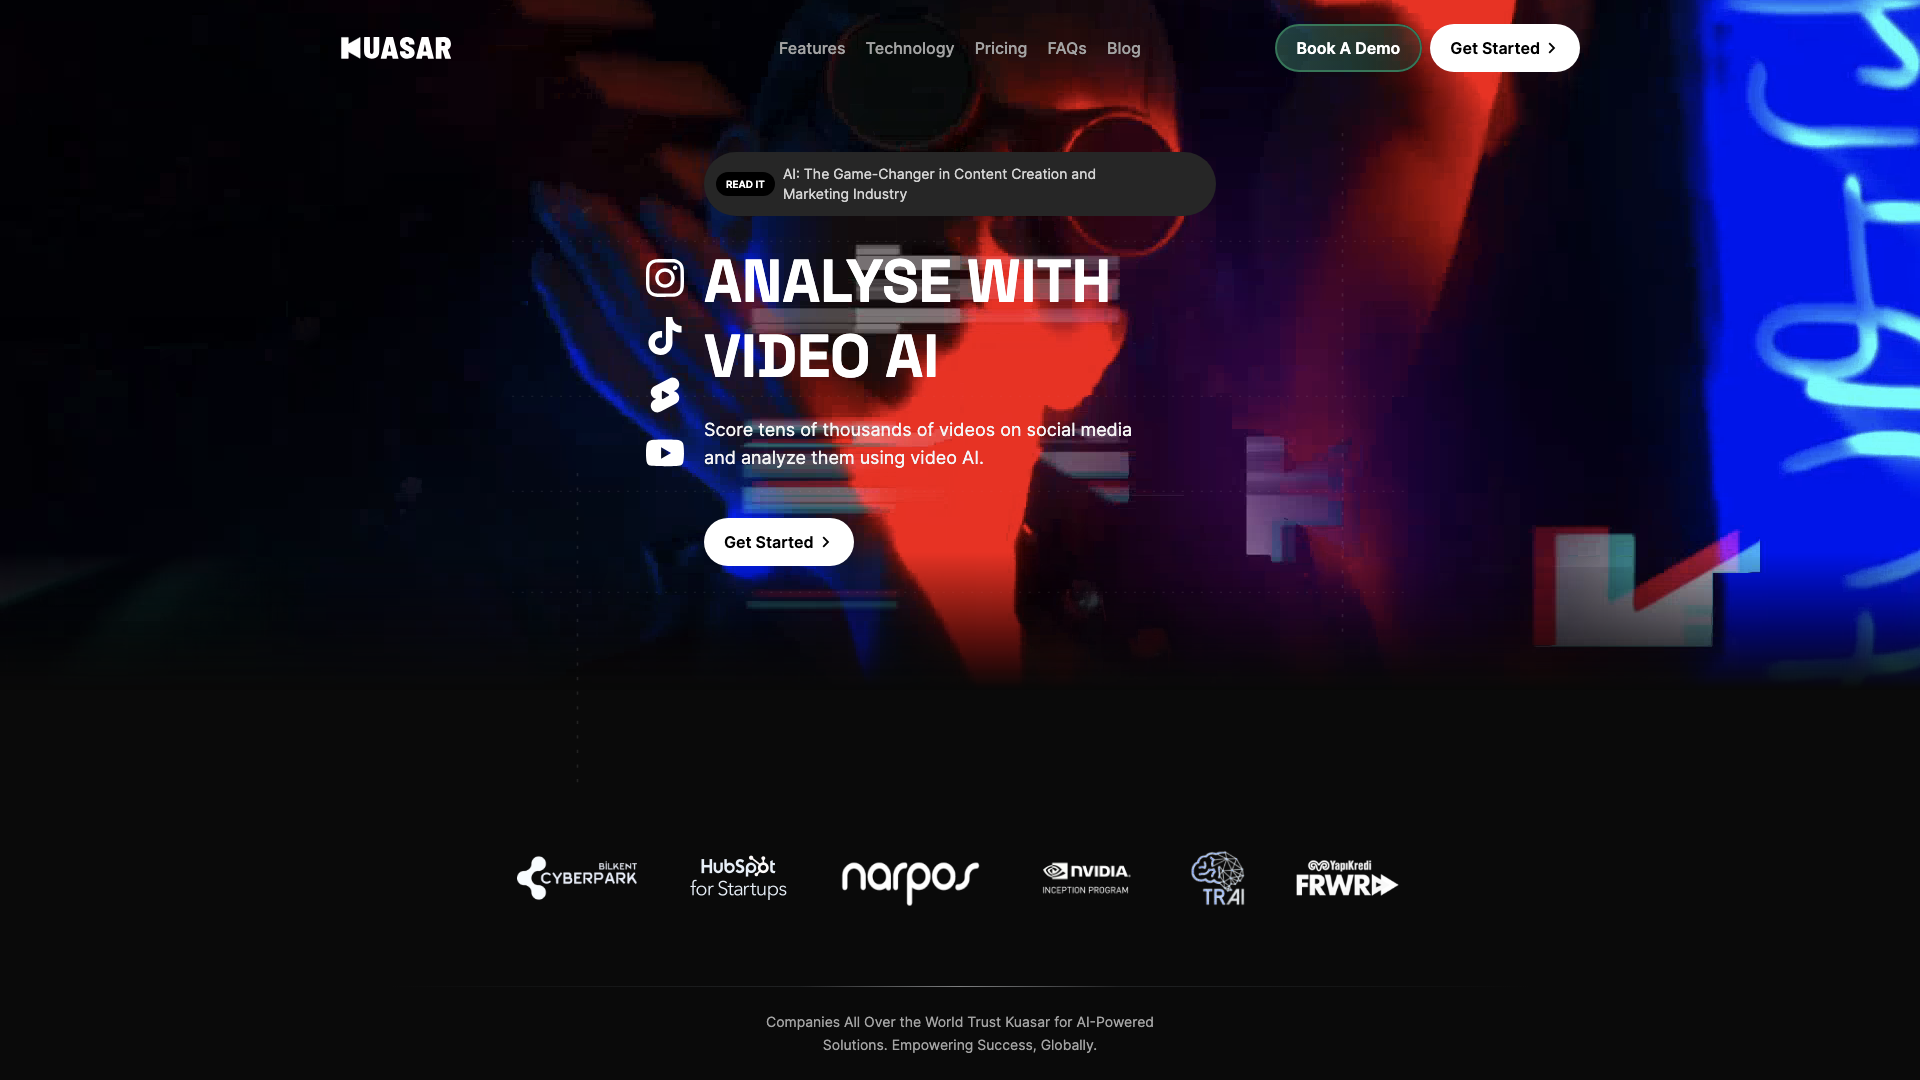 KUASAR
Features
Technology
Pricing
FAQs
Blog
Book A Demo
Get Started
READ IT
AI: The Game-Changer in Content Creation and
Marketing Industry
ANALYSE WITH
VIDEO AI
Score tens of thousands of videos on social media
and analyze them using video AI.
Get Started
BİLKENT
CYBERPARK
HubSpot
for Startups
narpos
NVIDIA.
INCEPTION PROGRAM
TRAI
YapıKredi
FRWRD
Companies All Over the World Trust Kuasar for AI-Powered
Solutions. Empowering Success, Globally.